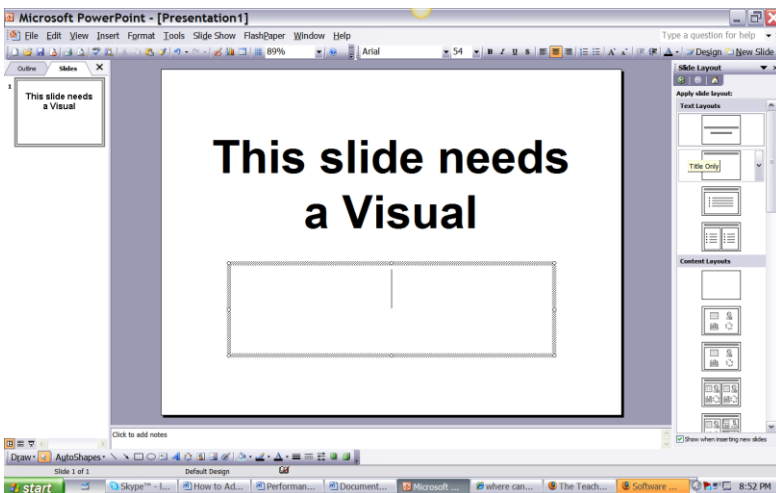 Microsoft PowerPoint - [Presentation1]
File Edit View Insert Format Tools Slide Show FlashPaper Window Help
Type a question for help
89%
Arial
54
B I U S
Design
New Slide
Outline
Slides
X
1
This slide needs
a Visual
This slide needs
a Visual
Click to add notes
Slide Layout
Apply slide layout:
Text Layouts
Title Only
Content Layouts
Show when inserting new slides
Draw
AutoShapes
Slide 1 of 1
Default Design
start
Skype™ - I...
How to Ad...
Performan...
Document...
Microsoft ...
where can...
The Teach...
Software ...
8:52 PM